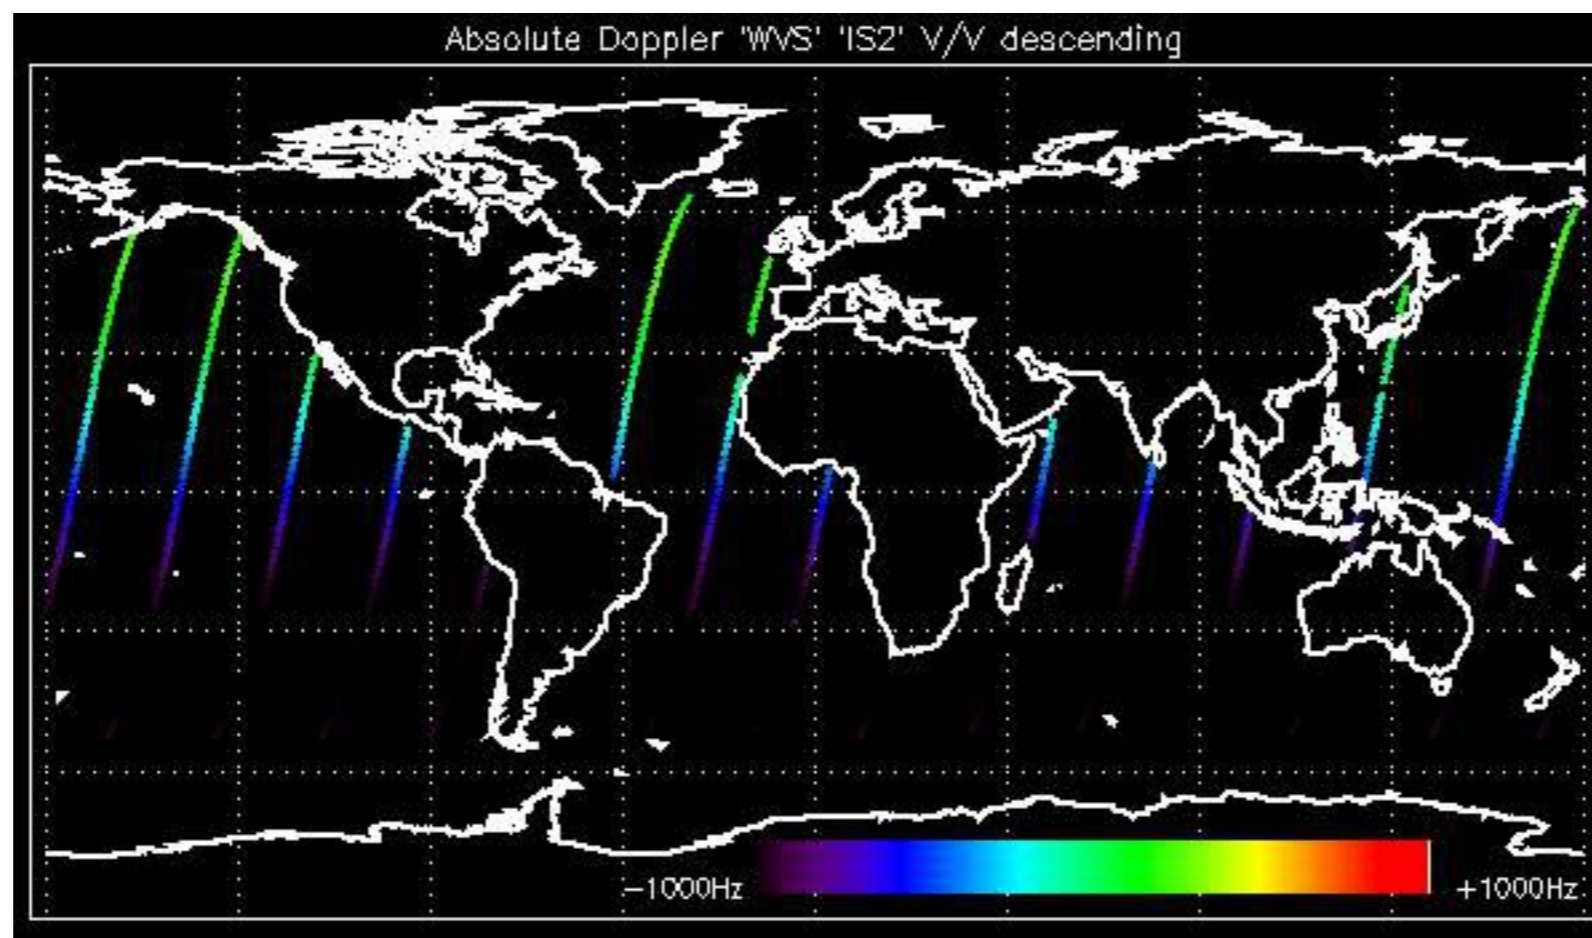 Absolute Doppler 'WVS' 'IS2' V/V descending
-1000Hz +1000Hz